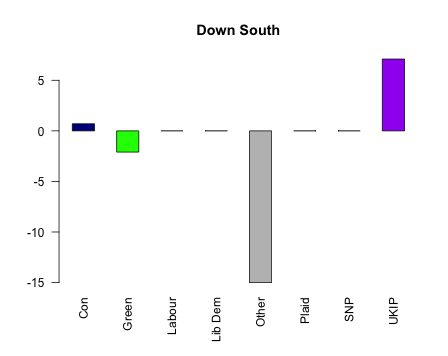 Down South
5
0
-5
-10
-15
Con
Green
Labour
Lib Dem
Other
Plaid
SNP
UKIP